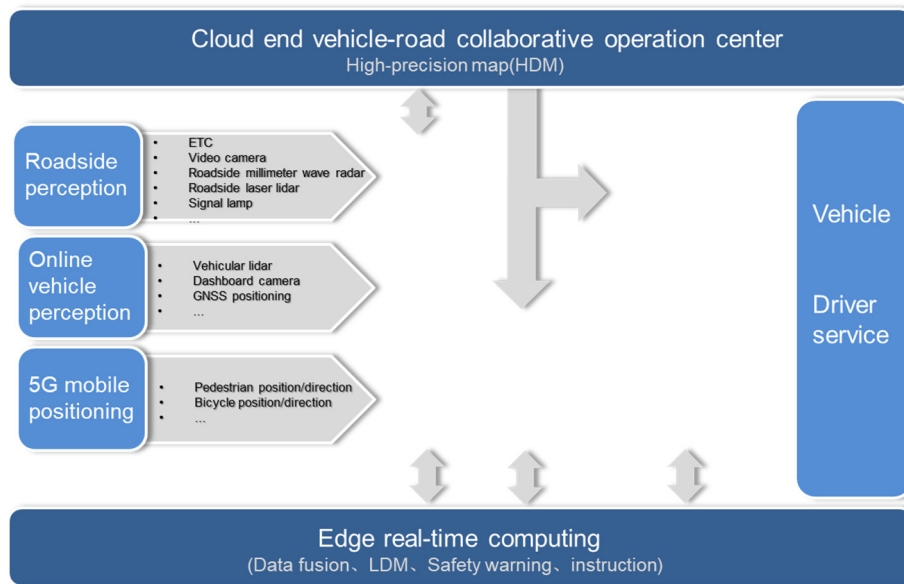 Cloud end vehicle-road collaborative operation center
High-precision map(HDM)
Roadside
perception
• ETC
• Video camera
• Roadside millimeter wave radar
• Roadside laser lidar
• Signal lamp
• ...
Online
vehicle
perception
• Vehicular lidar
• Dashboard camera
• GNSS positioning
• ...
5G mobile
positioning
• Pedestrian position/direction
• Bicycle position/direction
• ...
Vehicle
Driver
service
Edge real-time computing
(Data fusion、LDM、Safety warning、instruction)